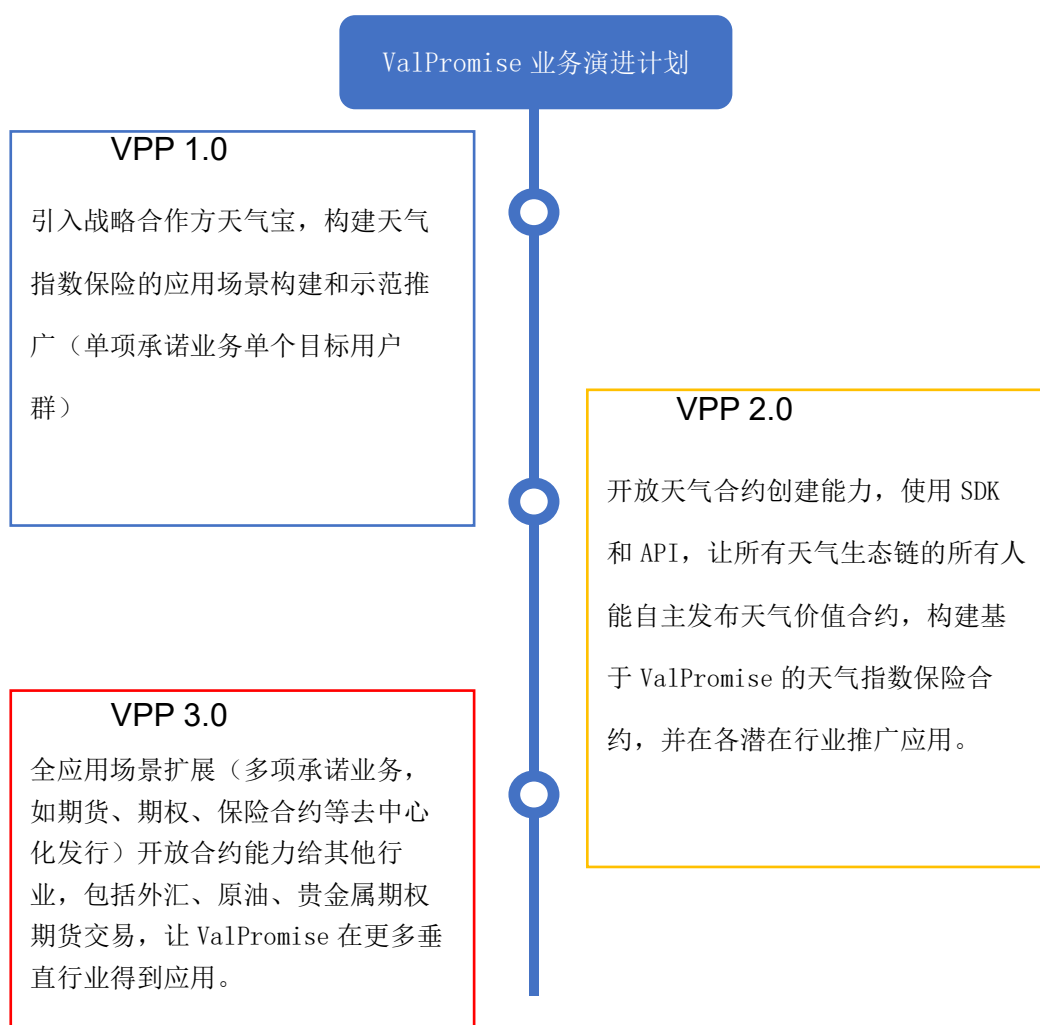 ValPromise 业务演进计划
VPP 1.0
引入战略合作方天气宝，构建天气
指数保险的应用场景构建和示范推
广（单项承诺业务单个目标用户
群）
VPP 2.0
开放天气合约创建能力，使用 SDK
和 API，让所有天气生态链的所有人
能自主发布天气价值合约，构建基
于 ValPromise 的天气指数保险合
约，并在各潜在行业推广应用。
VPP 3.0
全应用场景扩展（多项承诺业务，
如期货、期权、保险合约等去中心
化发行）开放合约能力给其他行
业，包括外汇、原油、贵金属期权
期货交易，让 ValPromise 在更多垂
直行业得到应用。